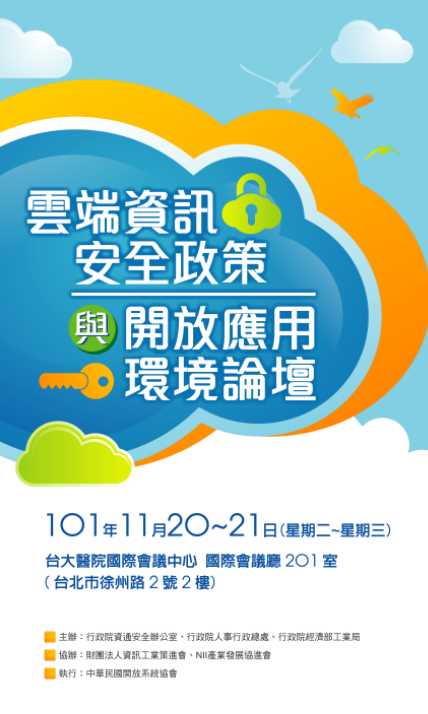 雲端資訊
安全政策
與開放應用
環境論壇
101年11月20~21日(星期二~星期三)
台大醫院國際會議中心 國際會議廳 201 室
( 台北市徐州路 2 號 2 樓)
主辦：行政院資通安全辦公室、行政院人事行政總處、行政院經濟部工業局
協辦：財團法人資訊工業策進會、NII產業發展協進會
執行：中華民國開放系統協會